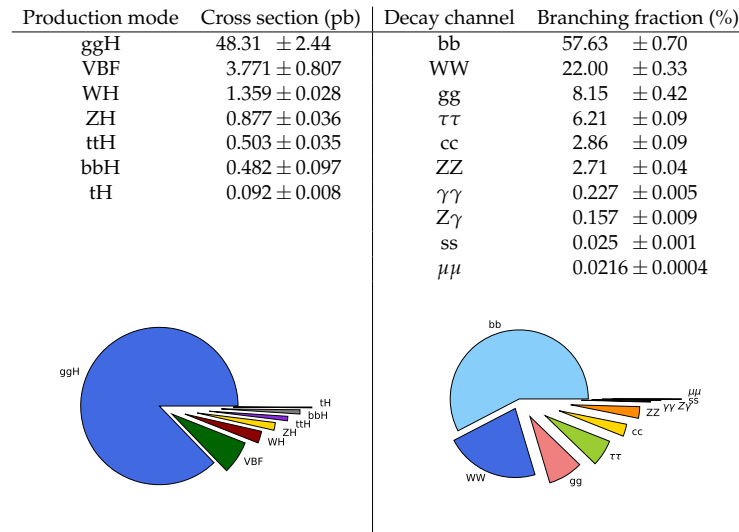 Production mode Cross section (pb) Decay channel Branching fraction (%)
ggH 48.31 ± 2.44 bb 57.63 ± 0.70
VBF 3.771 ± 0.807 WW 22.00 ± 0.33
WH 1.359 ± 0.028 gg 8.15 ± 0.42
ZH 0.877 ± 0.036 ττ 6.21 ± 0.09
ttH 0.503 ± 0.035 cc 2.86 ± 0.09
bbH 0.482 ± 0.097 ZZ 2.71 ± 0.04
tH 0.092 ± 0.008 γγ 0.227 ± 0.005
Zγ 0.157 ± 0.009
ss 0.025 ± 0.001
μμ 0.0216 ± 0.0004
ggH
tH
bbH
ttH
ZH
WH
VBF
bb
μμ
ss
γγ Zγ
ZZ
cc
ττ
gg
WW